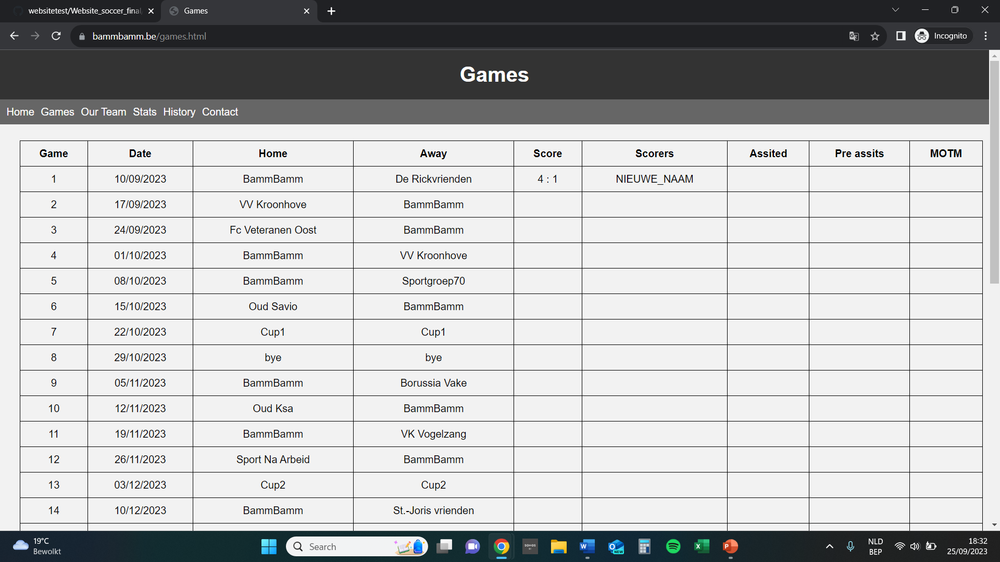 websitetest/Website_soccer_final
Games
bammbamm.be/games.html
Incognito
Games
Home Games Our Team Stats History Contact
Game Date Home Away Score Scorers Assited Pre assits MOTM
1 10/09/2023 BammBamm De Rickvrienden 4 : 1 NIEUWE_NAAM
2 17/09/2023 VV Kroonhove BammBamm
3 24/09/2023 Fc Veteranen Oost BammBamm
4 01/10/2023 BammBamm VV Kroonhove
5 08/10/2023 BammBamm Sportgroep70
6 15/10/2023 Oud Savio BammBamm
7 22/10/2023 Cup1 Cup1
8 29/10/2023 bye bye
9 05/11/2023 BammBamm Borussia Vake
10 12/11/2023 Oud Ksa BammBamm
11 19/11/2023 BammBamm VK Vogelzang
12 26/11/2023 Sport Na Arbeid BammBamm
13 03/12/2023 Cup2 Cup2
14 10/12/2023 BammBamm St.-Joris vrienden
19°C
Bewolkt
Search
SONOS
S1
W
NEW
X
P
NLD
BEP
18:32
25/09/2023